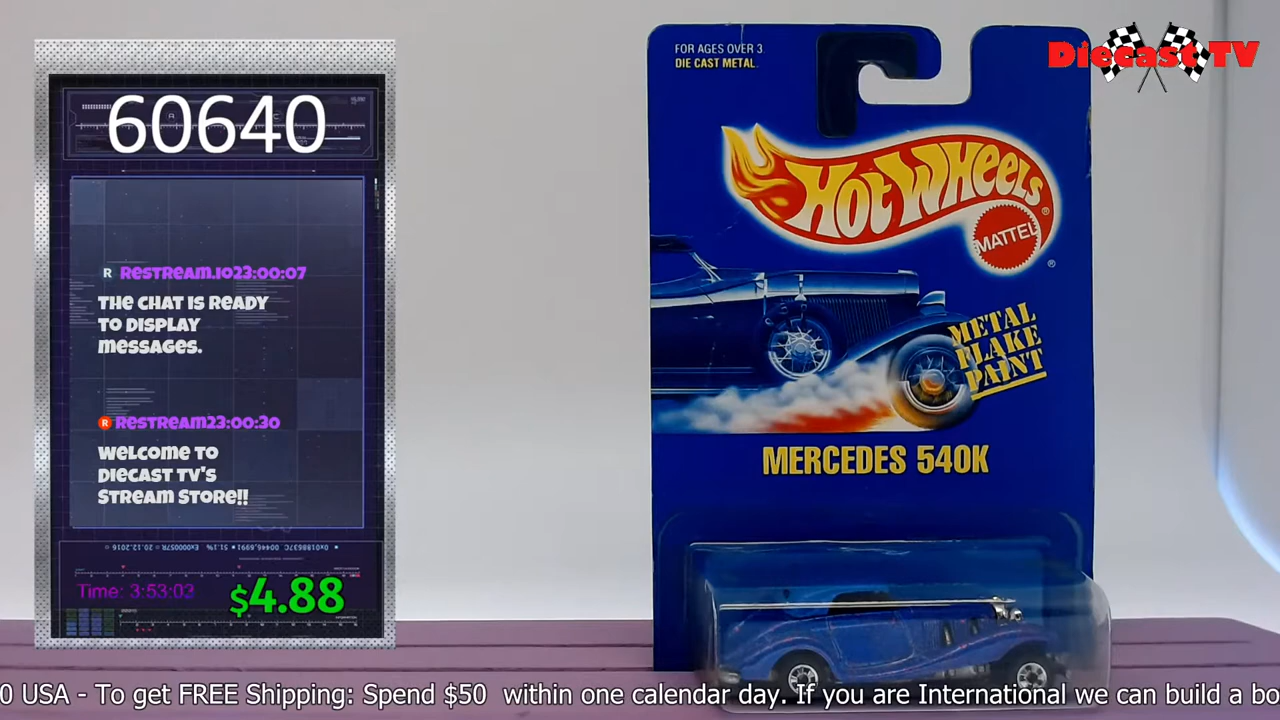 60640
Restream.io23:00:07
The chat is ready
to display
messages.
Restream23:00:30
Welcome to
Diecast TV's
Stream Store!!
Time: 3:53:03
$4.88
FOR AGES OVER 3.
DIE CAST METAL.
HOT WHEELS®
MATTEL
®
METAL
FLAKE
PAINT
MERCEDES 540K
Diecast TV
0 USA - To get FREE Shipping: Spend $50 within one calendar day. If you are International we can build a bo